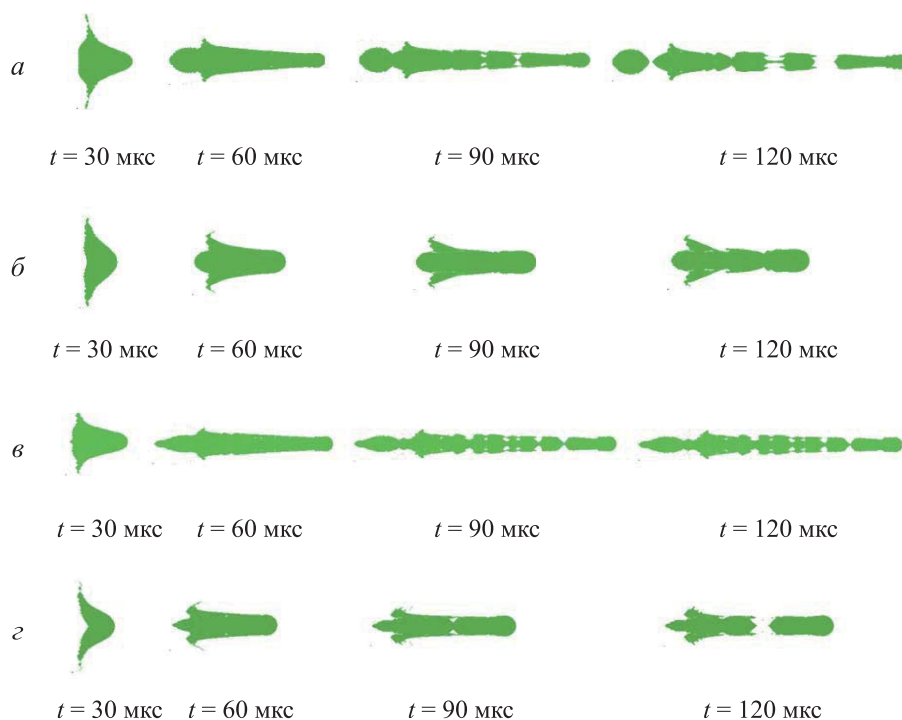 а
t = 30 мкс t = 60 мкс t = 90 мкс t = 120 мкс
б
t = 30 мкс t = 60 мкс t = 90 мкс t = 120 мкс
в
t = 30 мкс t = 60 мкс t = 90 мкс t = 120 мкс
г
t = 30 мкс t = 60 мкс t = 90 мкс t = 120 мкс